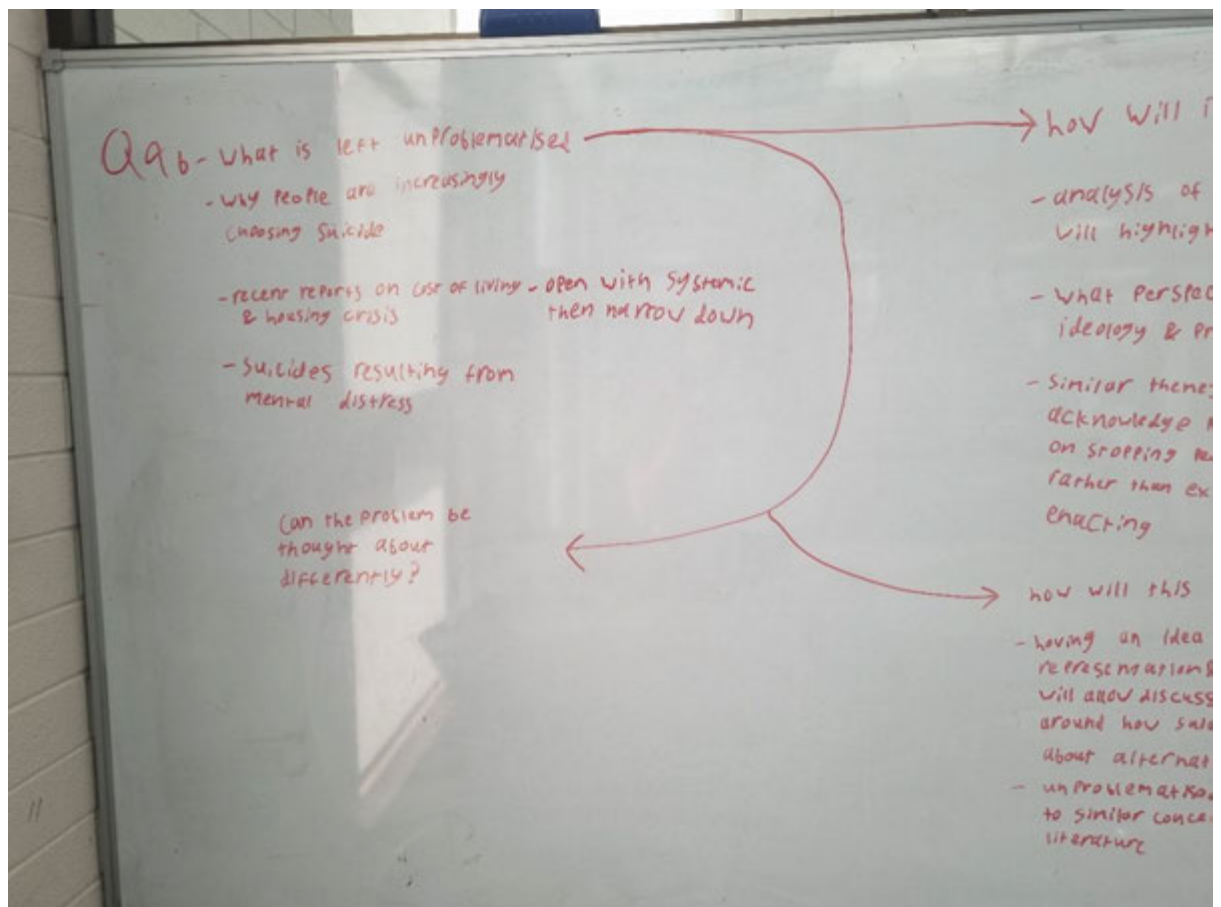 Q4b - What is left unproblematised
- why people are increasingly
choosing suicide
- recent reports on cost of living - open with systemic
& housing crisis then narrow down
- suicides resulting from
mental distress
Can the problem be
thought about
differently?
how will i
- analysis of
will highligh
- what perspec
ideology & pr
- similar themes
acknowledge
on stopping
rather than ex
enacting
how will this
- having an idea
representations
will allow discuss
around how
about alternat
- unproblematised
to similar conce
literature